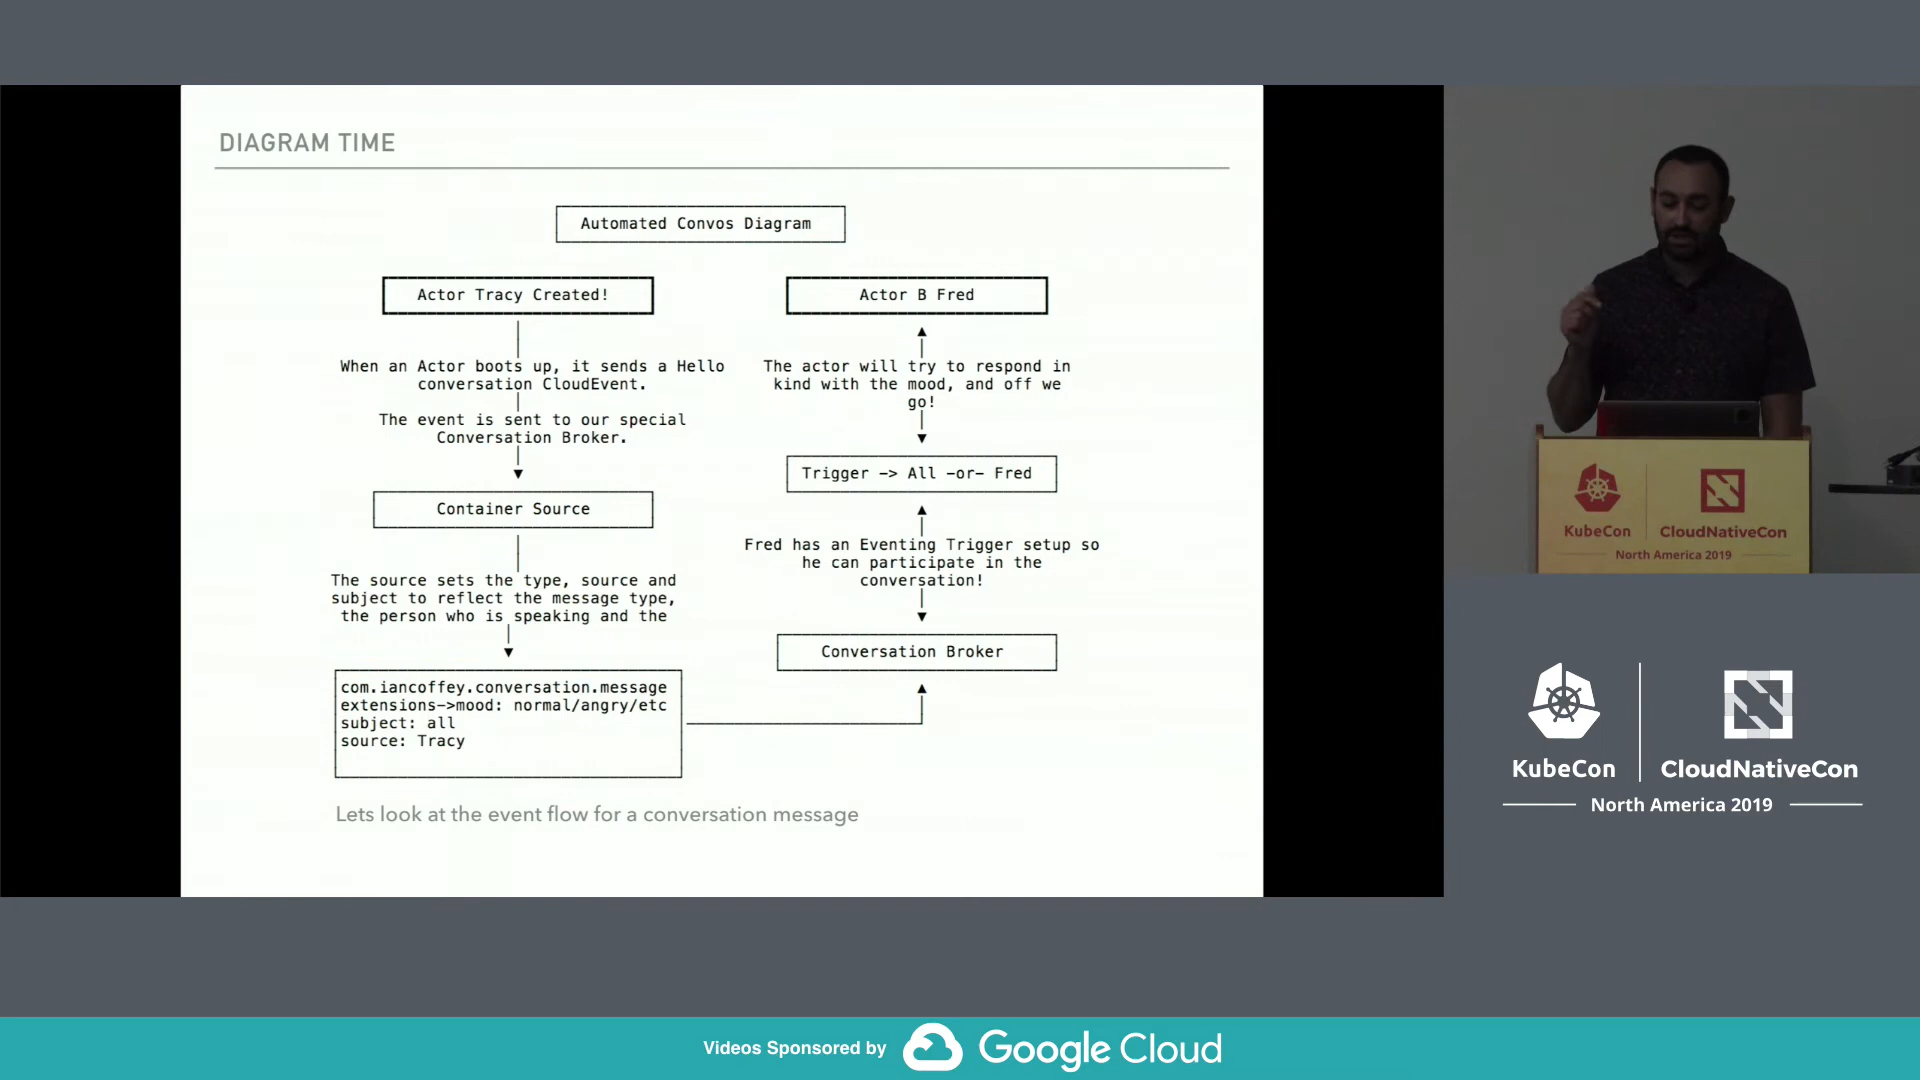 DIAGRAM TIME
Automated Convos Diagram
Actor Tracy Created!
When an Actor boots up, it sends a Hello
conversation CloudEvent.
The event is sent to our special
Conversation Broker.
Container Source
The source sets the type, source and
subject to reflect the message type,
the person who is speaking and the
com.iancoffey.conversation.message
extensions->mood: normal/angry/etc
subject: all
source: Tracy
Actor B Fred
The actor will try to respond in
kind with the mood, and off we
go!
Trigger -> All -or- Fred
Fred has an Eventing Trigger setup so
he can participate in the
conversation!
Conversation Broker
Lets look at the event flow for a conversation message
KubeCon
CloudNativeCon
North America 2019
KubeCon
CloudNativeCon
North America 2019
Videos Sponsored by
Google Cloud